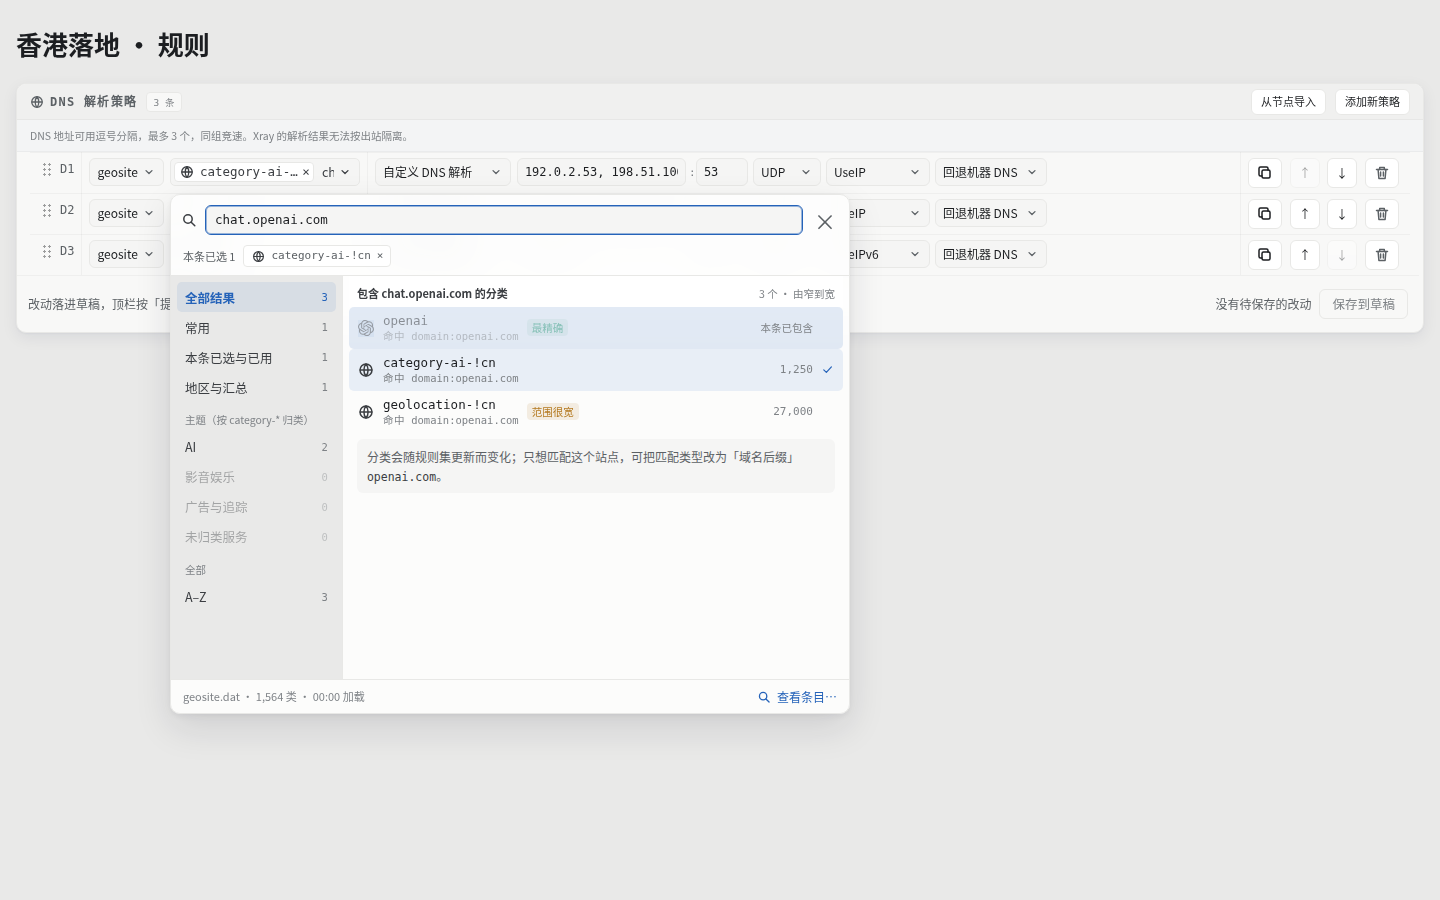 香港落地 · 规则
DNS 解析策略 3 条 从节点导入 添加新策略
DNS 地址可用逗号分隔，最多 3 个，同组竞速。Xray 的解析结果无法按出站隔离。
D1 geosite category-ai-… × ch 自定义 DNS 解析 192.0.2.53, 198.51.10 : 53 UDP UseIP 回退机器 DNS ↑ ↓
D2 geosite eIP 回退机器 DNS ↑ ↓
D3 geosite eIPv6 回退机器 DNS ↑ ↓
改动落进草稿，顶栏按「提 没有待保存的改动 保存到草稿
chat.openai.com
本条已选 1 category-ai-!cn ×
全部结果 3
常用 1
本条已选与已用 1
地区与汇总 1
主题（按 category-* 归类）
AI 2
影音娱乐 0
广告与追踪 0
未归类服务 0
全部
A–Z 3
包含 chat.openai.com 的分类 3 个 · 由窄到宽
openai 最精确 本条已包含
命中 domain:openai.com
category-ai-!cn 1,250
命中 domain:openai.com
geolocation-!cn 范围很宽 27,000
命中 domain:openai.com
分类会随规则集更新而变化；只想匹配这个站点，可把匹配类型改为「域名后缀」
openai.com。
geosite.dat · 1,564 类 · 00:00 加载 查看条目…